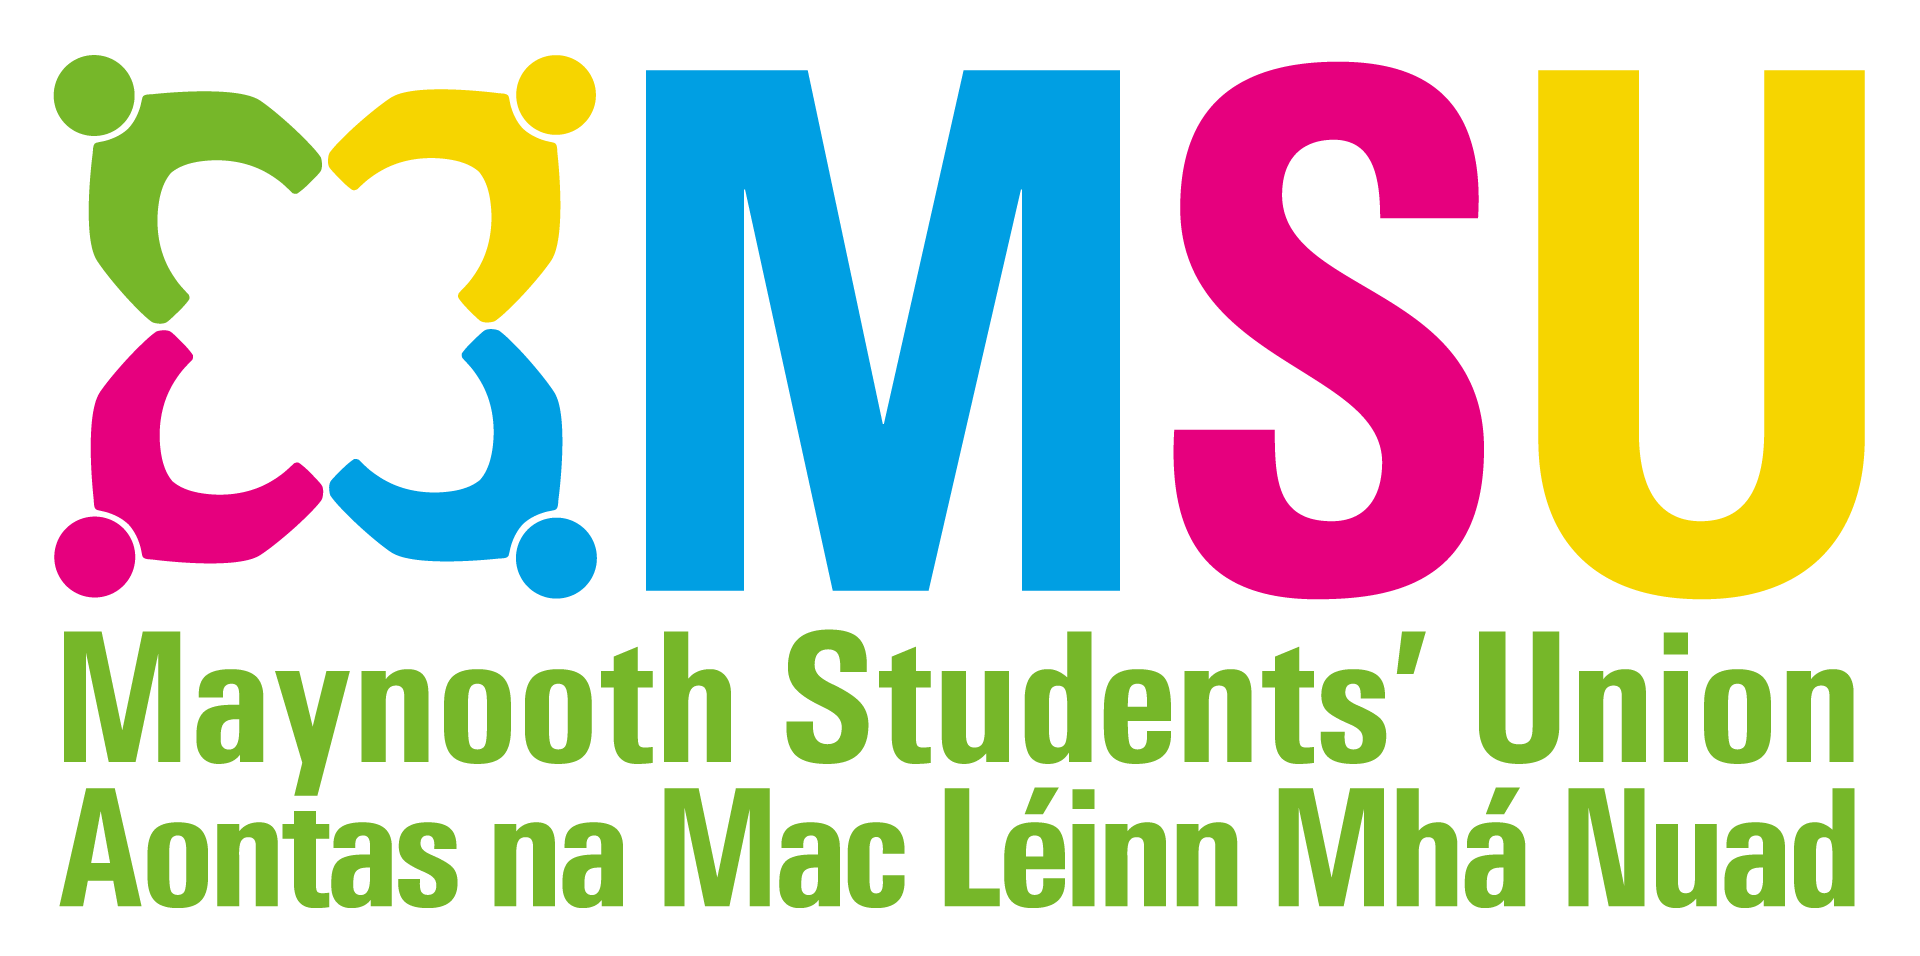 MSU
Maynooth Students’ Union
Aontas na Mac Léinn Mhá Nuad